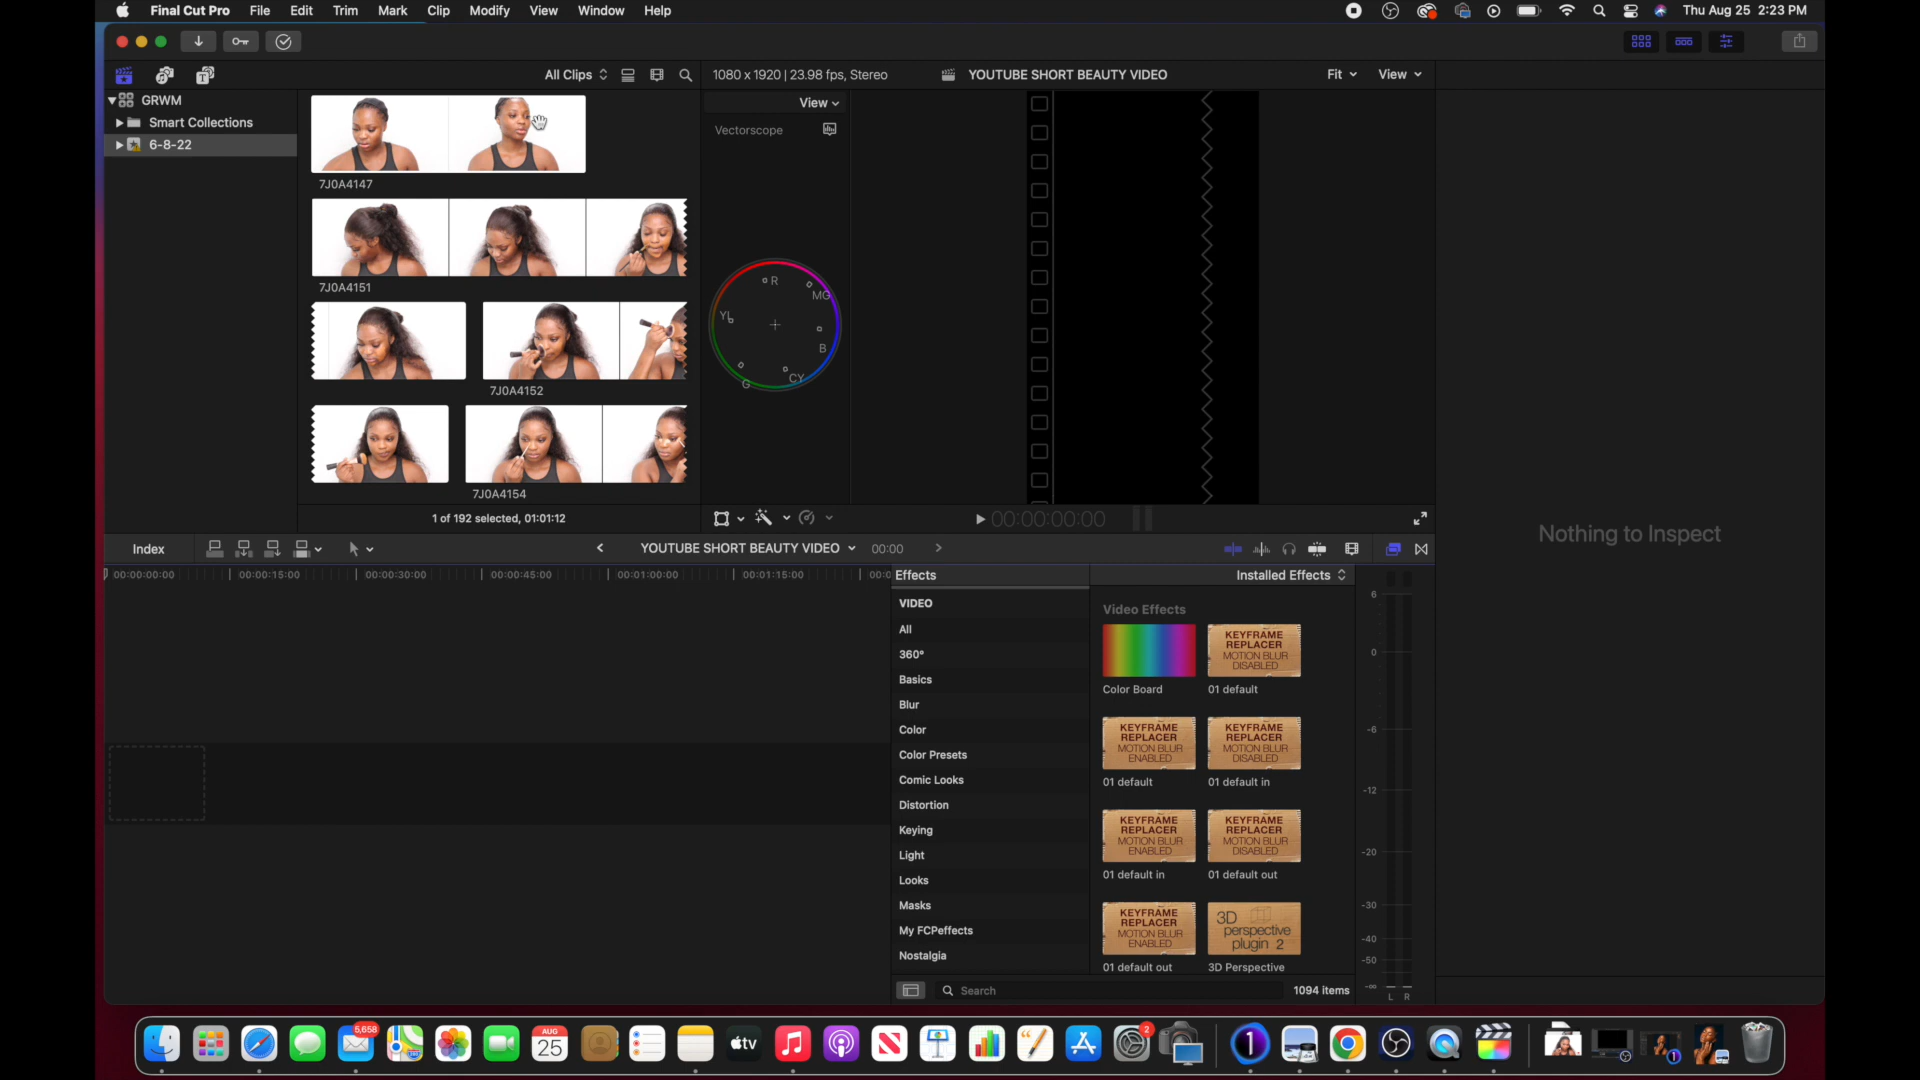 Final Cut Pro File Edit Trim Mark Clip Modify View Window Help
Thu Aug 25 2:23 PM
All Clips
1080 x 1920 | 23.98 fps, Stereo
YOUTUBE SHORT BEAUTY VIDEO
Fit
View
GRWM
Smart Collections
6-8-22
7J0A4147
7J0A4151
7J0A4152
7J0A4154
1 of 192 selected, 01:01:12
View
Vectorscope
R
MG
B
CY
G
YL
00:00:00:00
Nothing to Inspect
Index
YOUTUBE SHORT BEAUTY VIDEO
00:00
00:00:00:00
00:00:15:00
00:00:30:00
00:00:45:00
00:01:00:00
00:01:15:00
Effects
Installed Effects
VIDEO
All
360°
Basics
Blur
Color
Color Presets
Comic Looks
Distortion
Keying
Light
Looks
Masks
My FCPeffects
Nostalgia
Video Effects
Color Board
KEYFRAME
REPLACER
MOTION BLUR
DISABLED
01 default
KEYFRAME
REPLACER
MOTION BLUR
ENABLED
01 default
KEYFRAME
REPLACER
MOTION BLUR
DISABLED
01 default in
KEYFRAME
REPLACER
MOTION BLUR
ENABLED
01 default in
KEYFRAME
REPLACER
MOTION BLUR
DISABLED
01 default out
KEYFRAME
REPLACER
MOTION BLUR
ENABLED
01 default out
3D
perspective
plugin 2
3D Perspective
Search
1094 items
6
0
-6
-12
-20
-30
-40
-50
-∞
L R
5,658
AUG
25
tv
2
1